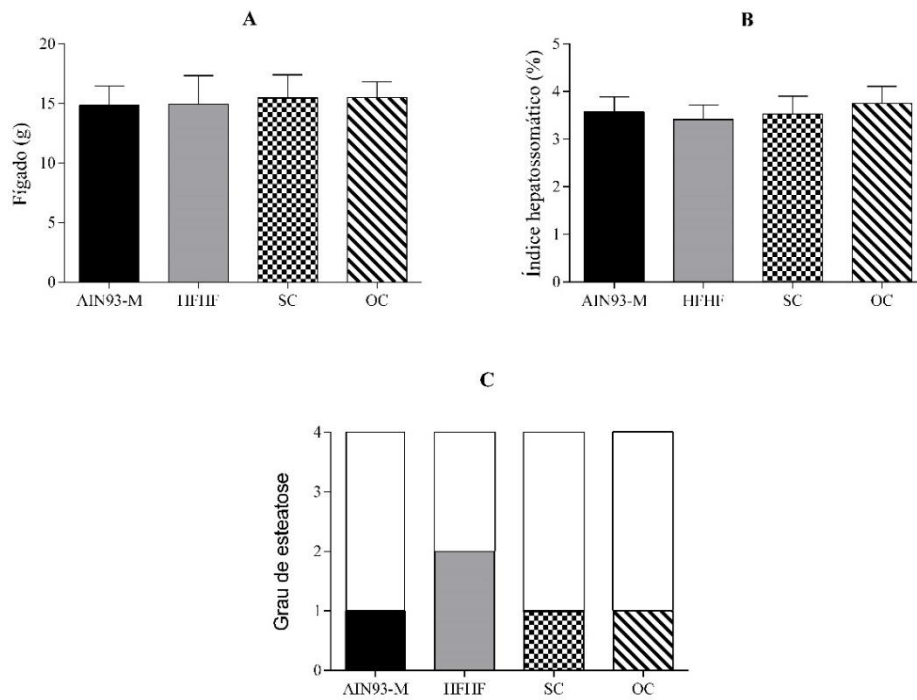 A
Fígado (g)
20
15
10
5
0
AIN93-M HFHF SC OC
B
Índice hepatossomático (%)
5
4
3
2
1
0
AIN93-M HFHF SC OC
C
Grau de esteatose
4
3
2
1
0
AIN93-M HFHF SC OC